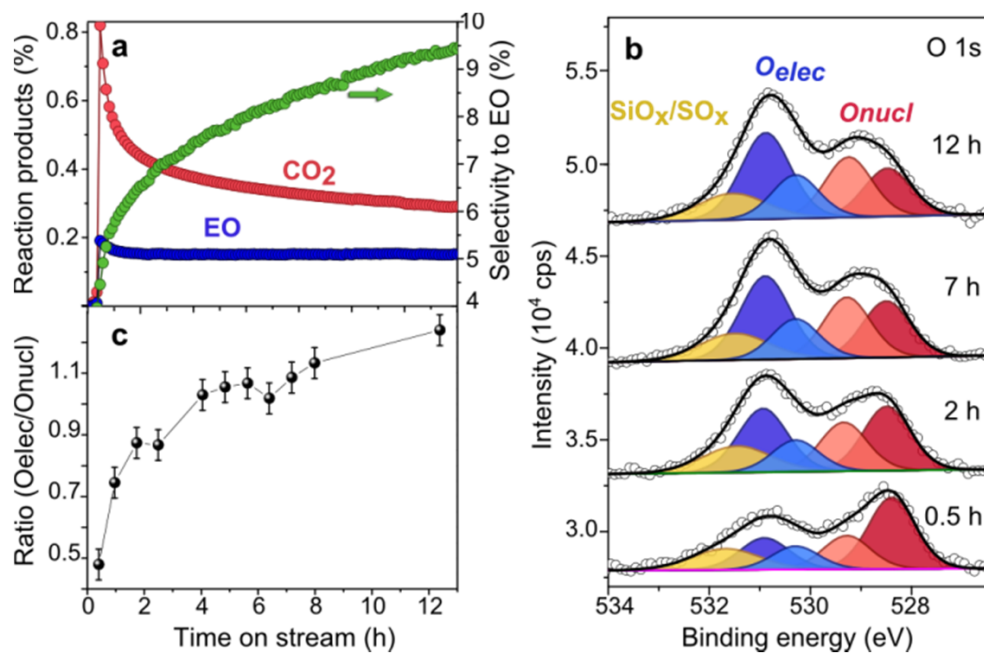 a
Reaction products (%)
0.8
0.6
0.4
0.2
CO2
EO
Selectivity to EO (%)
10
9
8
7
6
5
4
c
Ratio (Oelec/Onucl)
1.1
0.9
0.7
0.5
0 2 4 6 8 10 12
Time on stream (h)
b
O 1s
Oelec
SiOx/SOx
Onucl
12 h
7 h
2 h
0.5 h
Intensity (10⁴ cps)
5.5
5.0
4.5
4.0
3.5
3.0
534 532 530 528
Binding energy (eV)